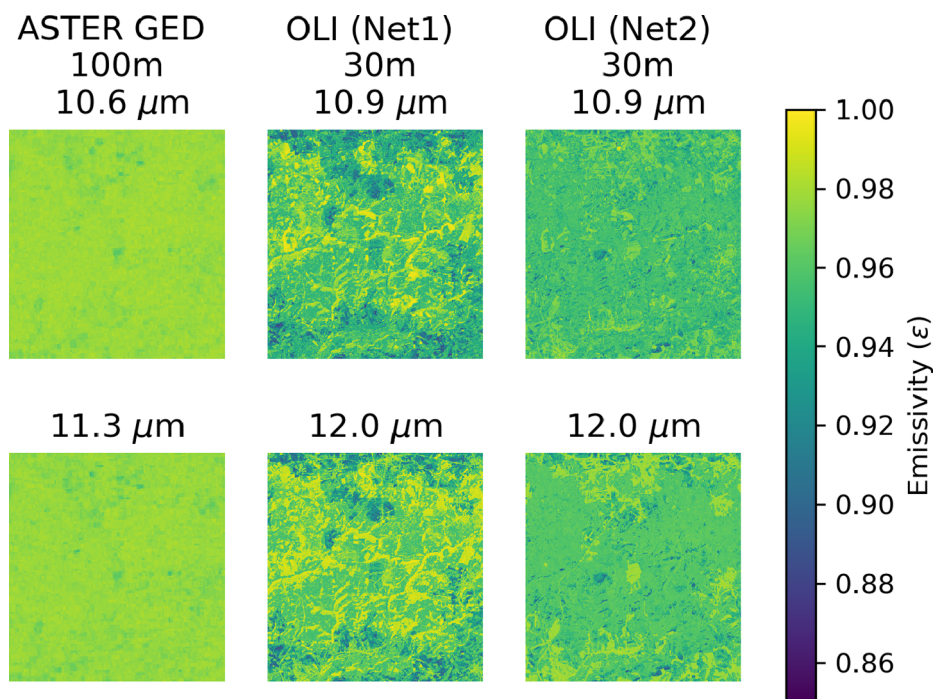 ASTER GED
100m
10.6 μm
OLI (Net1)
30m
10.9 μm
OLI (Net2)
30m
10.9 μm
11.3 μm
12.0 μm
12.0 μm
1.00
0.98
0.96
0.94
0.92
0.90
0.88
0.86
Emissivity (ε)